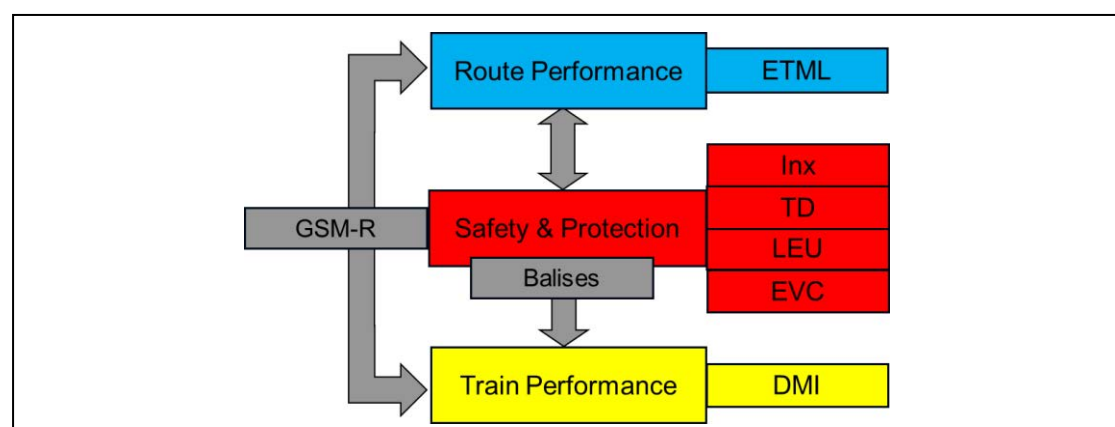 Route Performance
ETML
Inx
TD
GSM-R
Safety & Protection
LEU
Balises
EVC
Train Performance
DMI